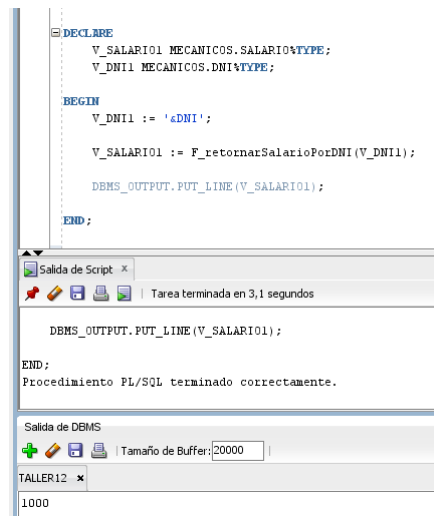 DECLARE
V_SALARIO1 MECANICOS.SALARIO%TYPE;
V_DNI1 MECANICOS.DNI%TYPE;
BEGIN
V_DNI1 := '&DNI';
V_SALARIO1 := F_retornarSalarioPorDNI(V_DNI1);
DBMS_OUTPUT.PUT_LINE(V_SALARIO1);
END;
Salida de Script ×
| Tarea terminada en 3,1 segundos
DBMS_OUTPUT.PUT_LINE(V_SALARIO1);
END;
Procedimiento PL/SQL terminado correctamente.
Salida de DBMS
| Tamaño de Buffer: 20000 |
TALLER12 ×
1000